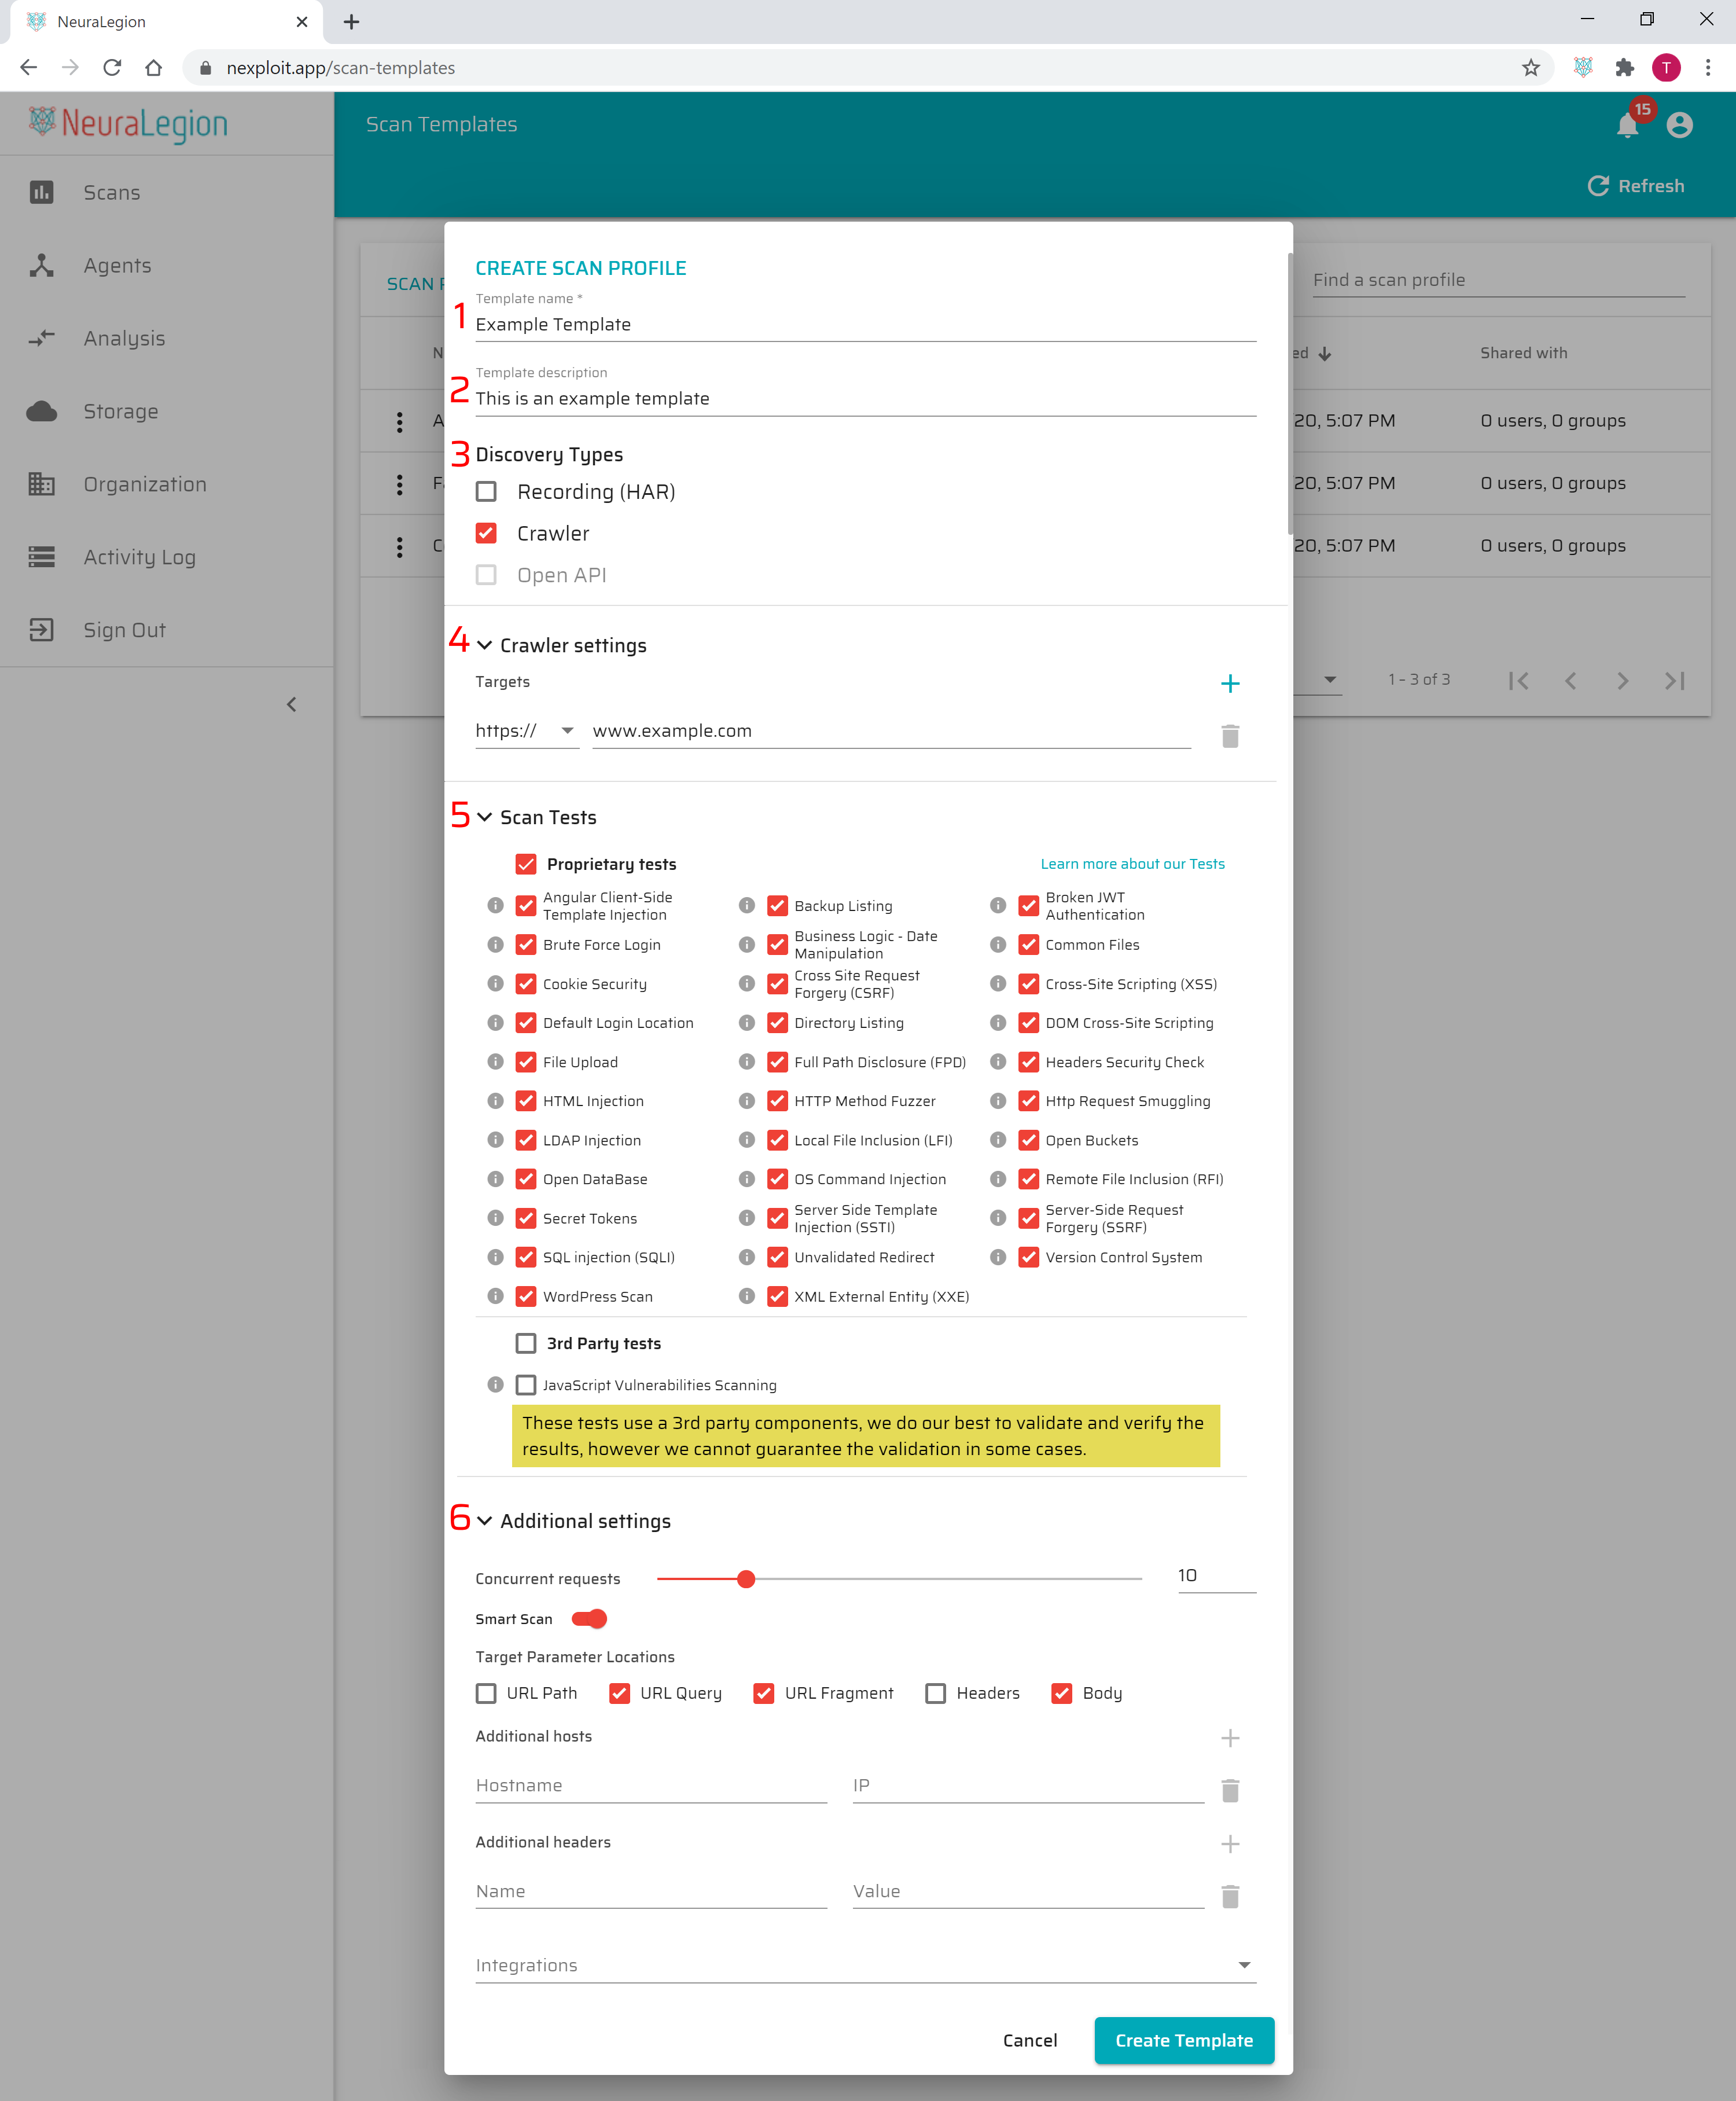 NeuraLegion
nexploit.app/scan-templates
T
NeuraLegion
Scan Templates
15
Refresh
Scans
Agents
Analysis
Storage
Organization
Activity Log
Sign Out
SCAN
Find a scan profile
Shared with
20, 5:07 PM
0 users, 0 groups
20, 5:07 PM
0 users, 0 groups
20, 5:07 PM
0 users, 0 groups
1 – 3 of 3
CREATE SCAN PROFILE
1
Template name *
Example Template
2
Template description
This is an example template
3
Discovery Types
Recording (HAR)
Crawler
Open API
4
Crawler settings
Targets
https://
www.example.com
5
Scan Tests
Proprietary tests
Learn more about our Tests
Angular Client-Side
Template Injection
Backup Listing
Broken JWT
Authentication
Brute Force Login
Business Logic - Date
Manipulation
Common Files
Cookie Security
Cross Site Request
Forgery (CSRF)
Cross-Site Scripting (XSS)
Default Login Location
Directory Listing
DOM Cross-Site Scripting
File Upload
Full Path Disclosure (FPD)
Headers Security Check
HTML Injection
HTTP Method Fuzzer
Http Request Smuggling
LDAP Injection
Local File Inclusion (LFI)
Open Buckets
Open DataBase
OS Command Injection
Remote File Inclusion (RFI)
Secret Tokens
Server Side Template
Injection (SSTI)
Server-Side Request
Forgery (SSRF)
SQL injection (SQLI)
Unvalidated Redirect
Version Control System
WordPress Scan
XML External Entity (XXE)
3rd Party tests
JavaScript Vulnerabilities Scanning
These tests use a 3rd party components, we do our best to validate and verify the
results, however we cannot guarantee the validation in some cases.
6
Additional settings
Concurrent requests
10
Smart Scan
Target Parameter Locations
URL Path
URL Query
URL Fragment
Headers
Body
Additional hosts
Hostname
IP
Additional headers
Name
Value
Integrations
Cancel
Create Template